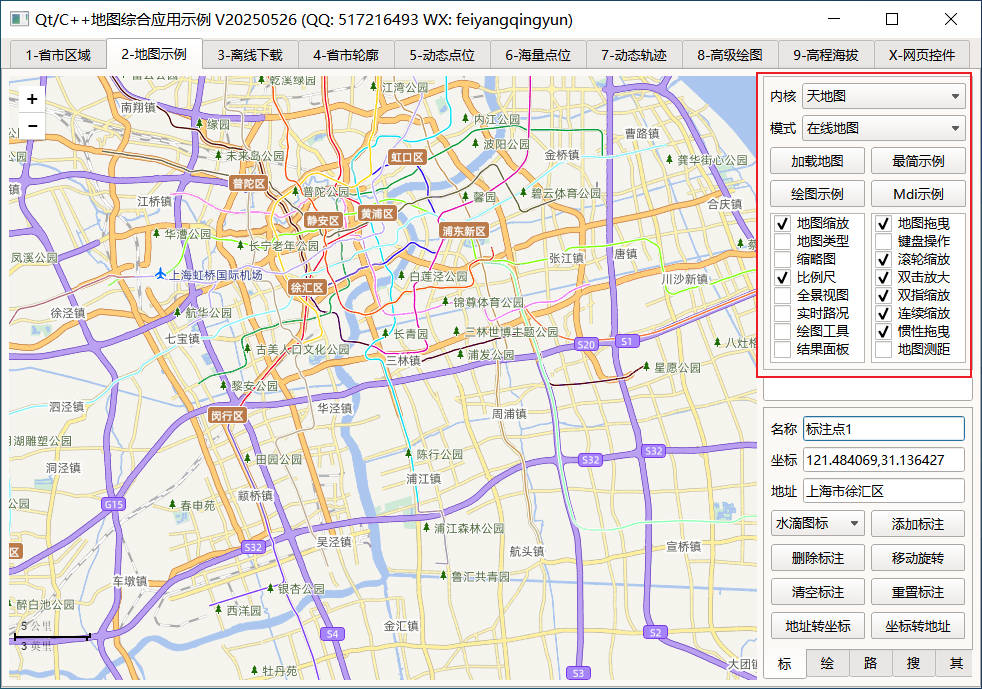 Qt/C++地图综合应用示例 V20250526 (QQ: 517216493 WX: feiyangqingyun)
1-省市区域 2-地图示例 3-离线下载 4-省市轮廓 5-动态点位 6-海量点位 7-动态轨迹 8-高级绘图 9-高程海拔 X-网页控件
+
−
乾溪绿园
江湾公园
南翔镇
缘园
内江公园
曹路镇
未来岛公园
虹口区
波阳公园
金桥镇
龚华街心公园
普陀区
普陀公园
馨园
碧云体育公园
江桥镇
静安区
黄浦区
合庆镇
华漕公园
浦东新区
长宁老年公园
凤溪公园
张江镇
唐镇
上海虹桥国际机场
白莲泾公园
川沙新镇
徐汇区
徐泾镇
航华公园
锦尊体育公园
七宝镇
长青园
三林世博主题公园
S20
S1
八灶
古美人口文化公园
三林镇
浦发公园
星愿公园
黎安公园
泗泾镇
闵行区
华泾镇
周浦镇
月湖雕塑公园
洞泾镇
田园公园
陈行公园
S32
S32
浦江镇
颛桥镇
G15
春申苑
浦江森林公园
吴泾镇
S32
航头镇
宣桥镇
区
车墩镇
银杏公园
鲁汇共青园
醉白池公园
西洋园
金汇镇
5 公里
3 英里
S4
S2
牡丹苑
S3
大团镇
内核 天地图
模式 在线地图
加载地图 最简示例
绘图示例 Mdi示例
地图缩放 地图拖曳
地图类型 键盘操作
缩略图 滚轮缩放
比例尺 双击放大
全景视图 双指缩放
实时路况 连续缩放
绘图工具 惯性拖曳
结果面板 地图测距
名称 标注点1
坐标 121.484069,31.136427
地址 上海市徐汇区
水滴图标 添加标注
删除标注 移动旋转
清空标注 重置标注
地址转坐标 坐标转地址
标 绘 路 搜 其